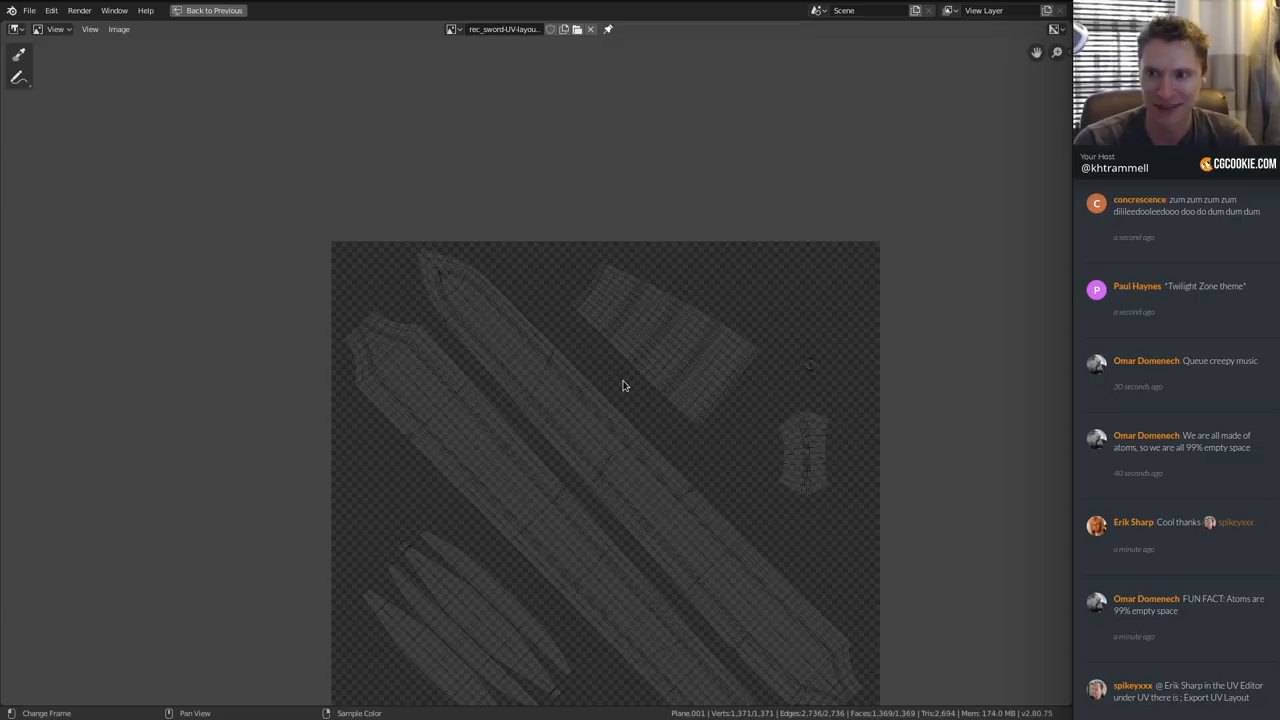 File Edit Render Window Help Back to Previous Scene View Layer
View View Image rec_sword-UV-layou..
Your Host
@khtrammell
CGCOOKIE.COM
C
concrescence zum zum zum zum
dilileedooleedooo doo do dum dum dum
a second ago
P
Paul Haynes *Twilight Zone theme*
a second ago
Omar Domenech Queue creepy music
30 seconds ago
Omar Domenech We are all made of
atoms, so we are all 99% empty space
40 seconds ago
Erik Sharp Cool thanks spikeyxxx
a minute ago
Omar Domenech FUN FACT: Atoms are
99% empty space
a minute ago
spikeyxxx @ Erik Sharp in the UV Editor
under UV there is ; Export UV Layout
Change Frame Pan View Sample Color Plane.001 | Verts:1,371/1,371 | Edges:2,736/2,736 | Faces:1,369/1,369 | Tris:2,694 | Mem: 174.0 MB | v2.80.75